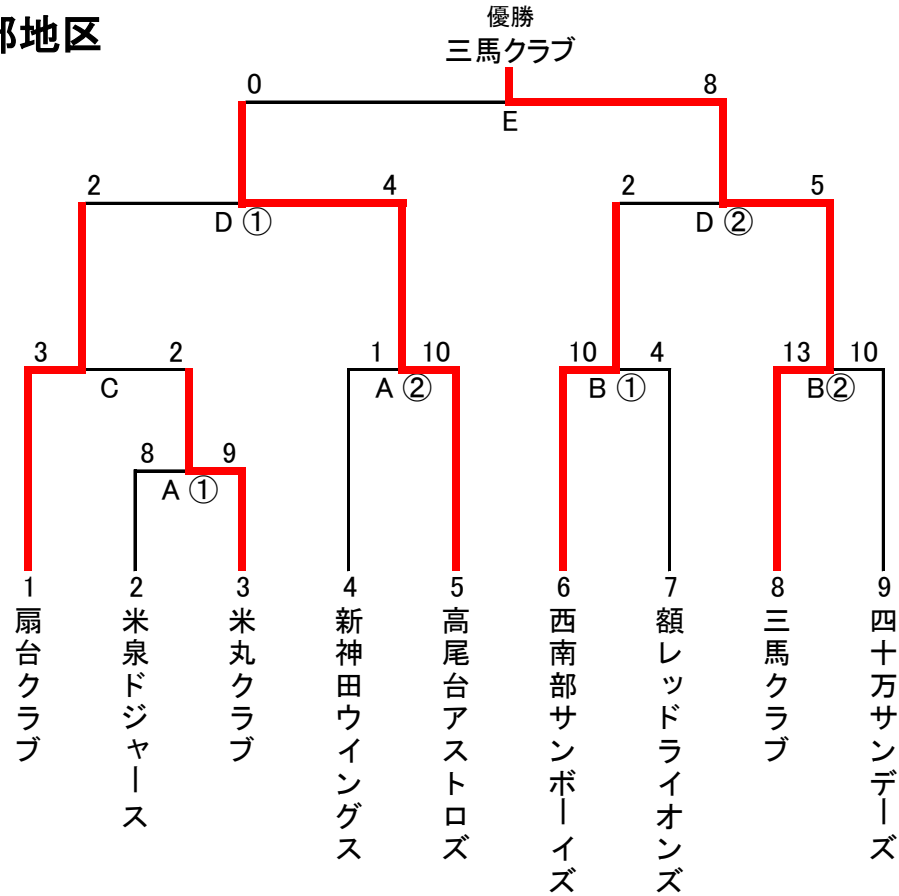 部地区
優勝
三馬クラブ
0 8
E
2 4 2 5
D ① D ②
3 2 1 10 10 4 13 10
C A ② B ① B②
8 9
A ①
1 2 3 4 5 6 7 8 9
扇台クラブ
米泉ドジャース
米丸クラブ
新神田ウイングス
高尾台アストロズ
西南部サンボーイズ
額レッドライオンズ
三馬クラブ
四十万サンデーズ